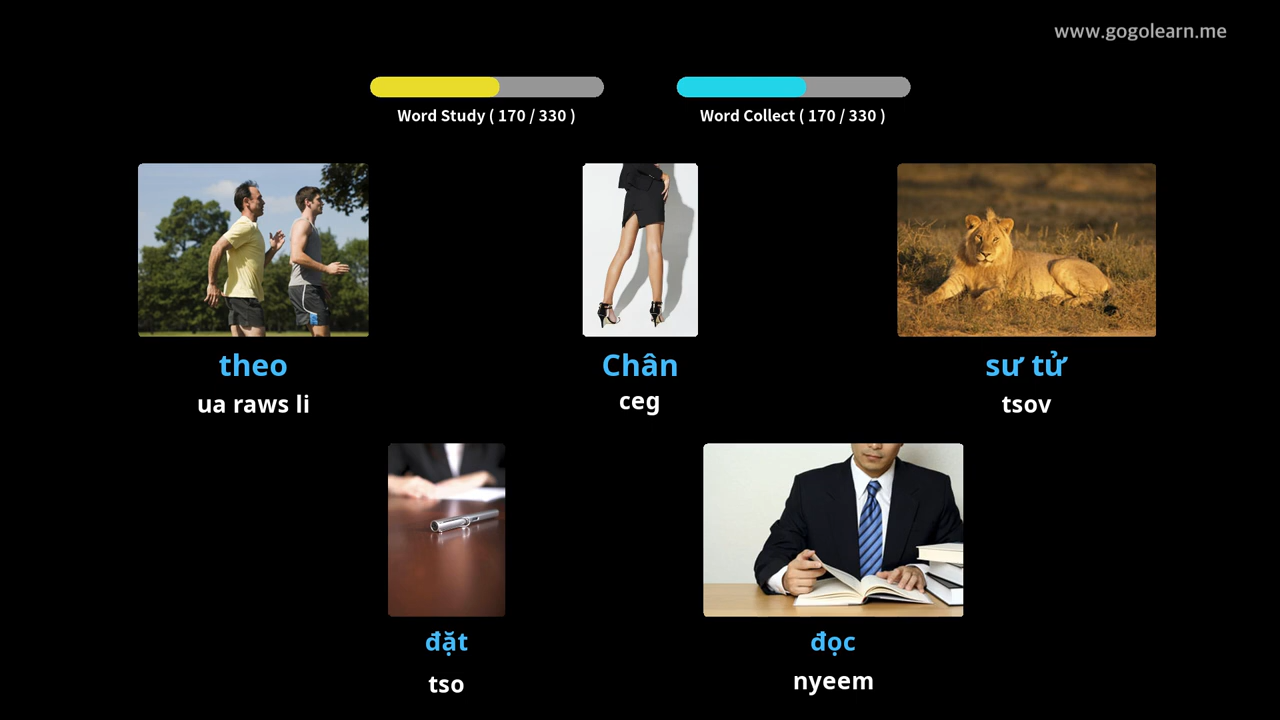 www.gogolearn.me
Word Study ( 170 / 330 )
Word Collect ( 170 / 330 )
theo
ua raws li
Chân
ceg
sư tử
tsov
đặt
tso
đọc
nyeem